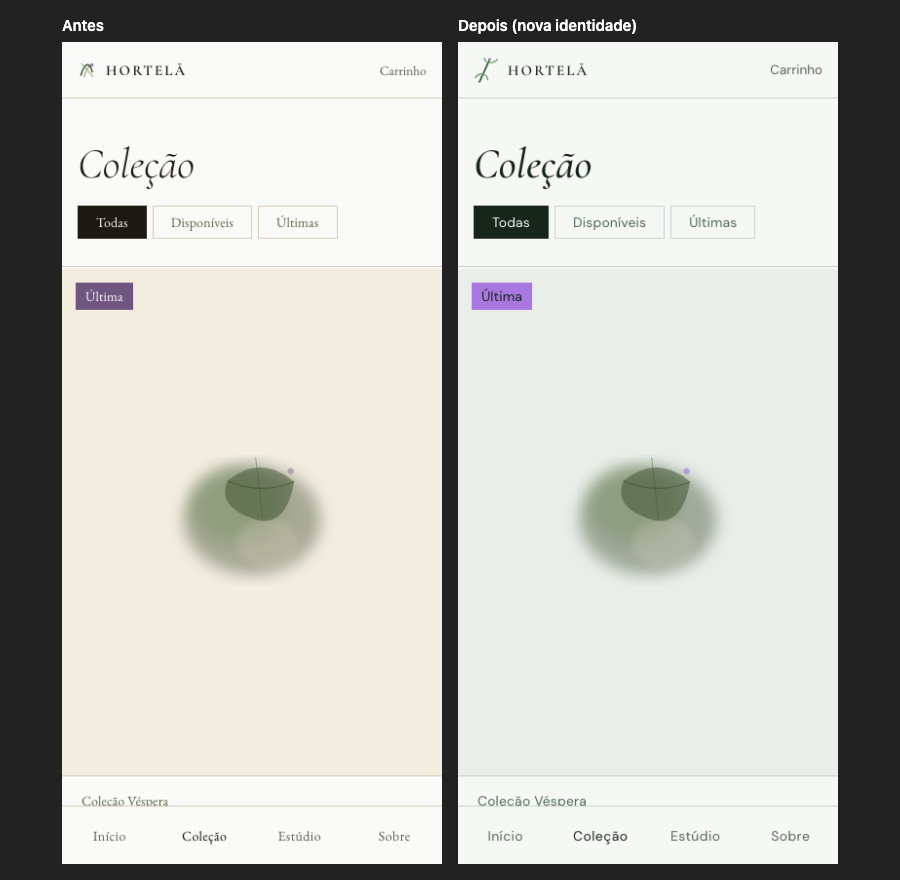 Antes
HORTELÃ
Carrinho
Coleção
Todas
Disponíveis
Últimas
Última
Coleção Véspera
Início
Coleção
Estúdio
Sobre
Depois (nova identidade)
HORTELÃ
Carrinho
Coleção
Todas
Disponíveis
Últimas
Última
Coleção Véspera
Início
Coleção
Estúdio
Sobre